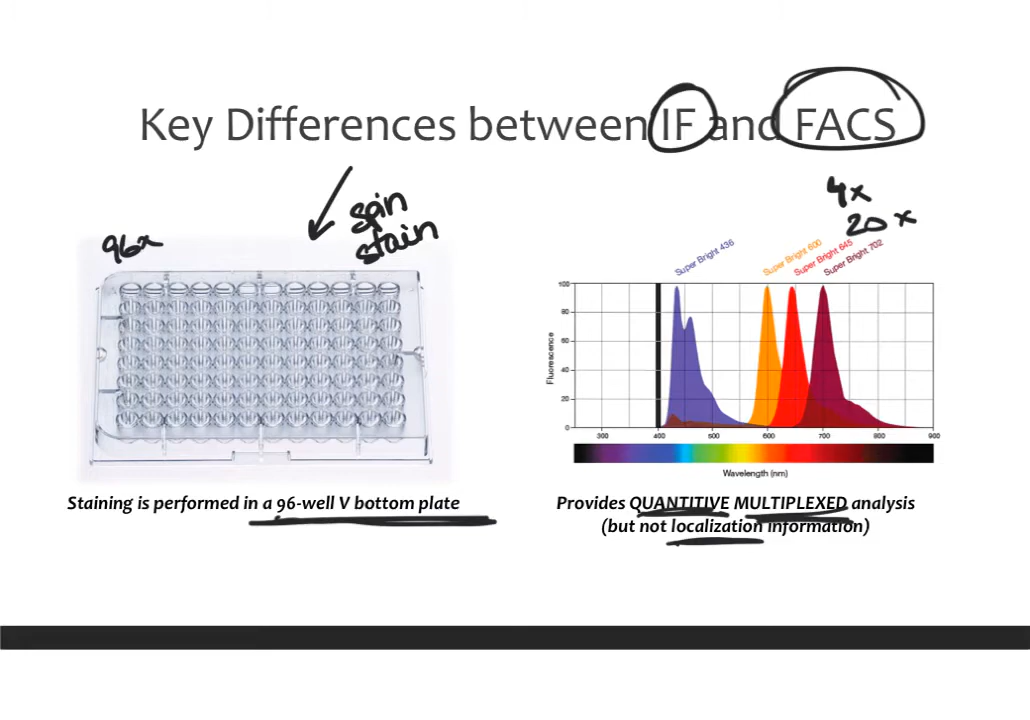 Key Differences between IF and FACS
96x
spin
stain
4x
20x
Super Bright 436
Super Bright 600
Super Bright 645
Super Bright 702
100
80
60
40
20
0
Fluorescence
300 400 500 600 700 800 900
Wavelength (nm)
Staining is performed in a 96-well V bottom plate
Provides QUANTITIVE MULTIPLEXED analysis
(but not localization information)